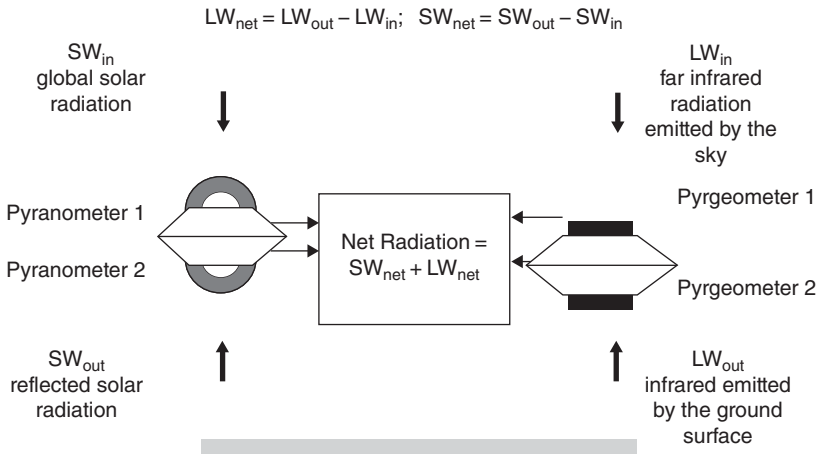 LWnet = LWout – LWin; SWnet = SWout – SWin
SWin
global solar
radiation
LWin
far infrared
radiation
emitted by the
sky
Pyranometer 1
Pyranometer 2
Net Radiation =
SWnet + LWnet
Pyrgeometer 1
Pyrgeometer 2
SWout
reflected solar
radiation
LWout
infrared emitted
by the ground
surface